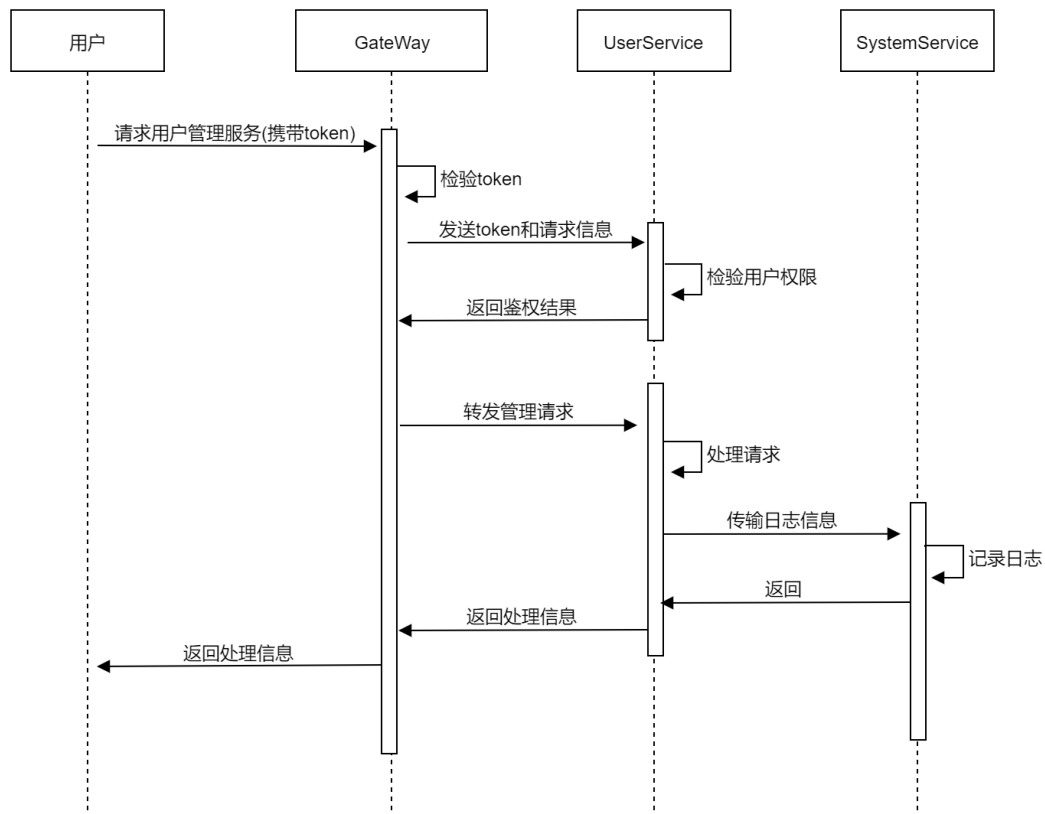 用户
GateWay
UserService
SystemService
请求用户管理服务(携带token)
检验token
发送token和请求信息
检验用户权限
返回鉴权结果
转发管理请求
处理请求
传输日志信息
记录日志
返回
返回处理信息
返回处理信息